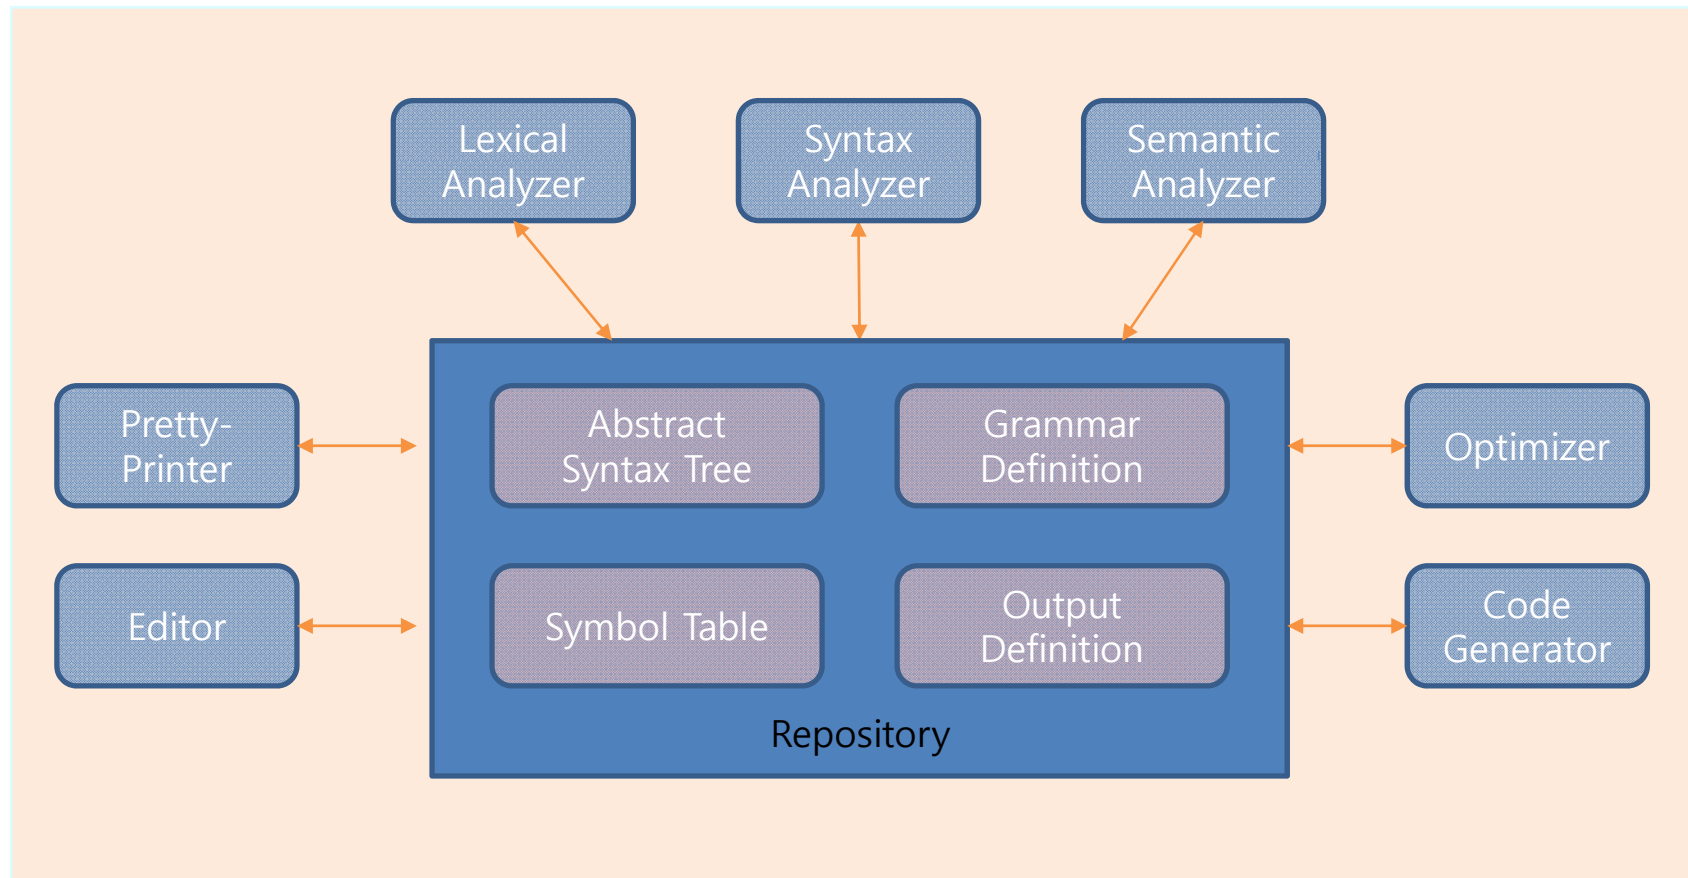 Lexical
Analyzer
Syntax
Analyzer
Semantic
Analyzer
Pretty-
Printer
Abstract
Syntax Tree
Grammar
Definition
Optimizer
Editor
Symbol Table
Output
Definition
Code
Generator
Repository